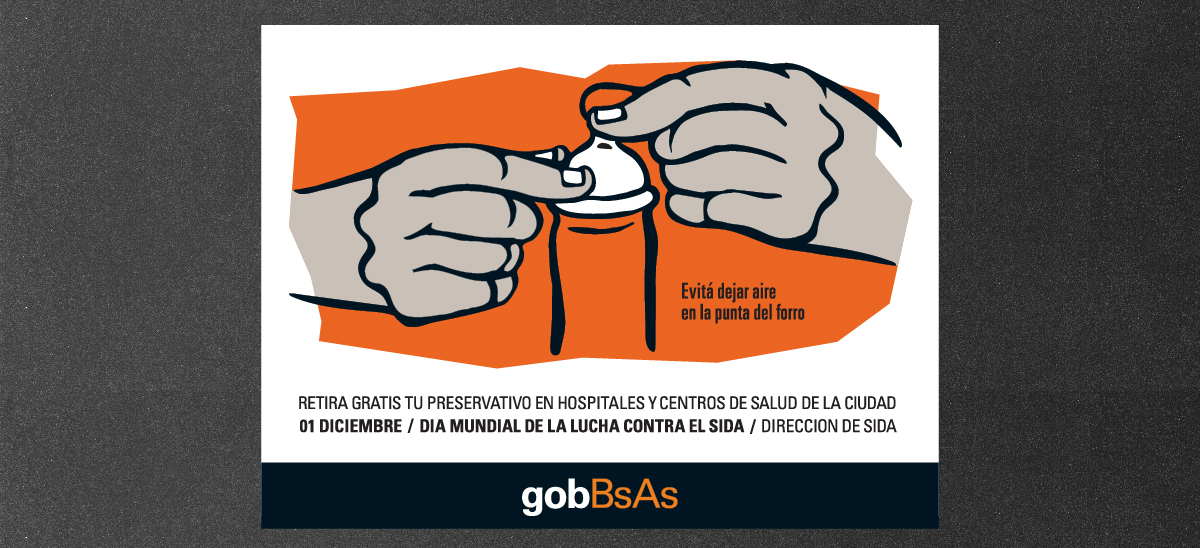 Evitá dejar aire
en la punta del forro
RETIRA GRATIS TU PRESERVATIVO EN HOSPITALES Y CENTROS DE SALUD DE LA CIUDAD
01 DICIEMBRE / DIA MUNDIAL DE LA LUCHA CONTRA EL SIDA / DIRECCION DE SIDA
gobBsAs